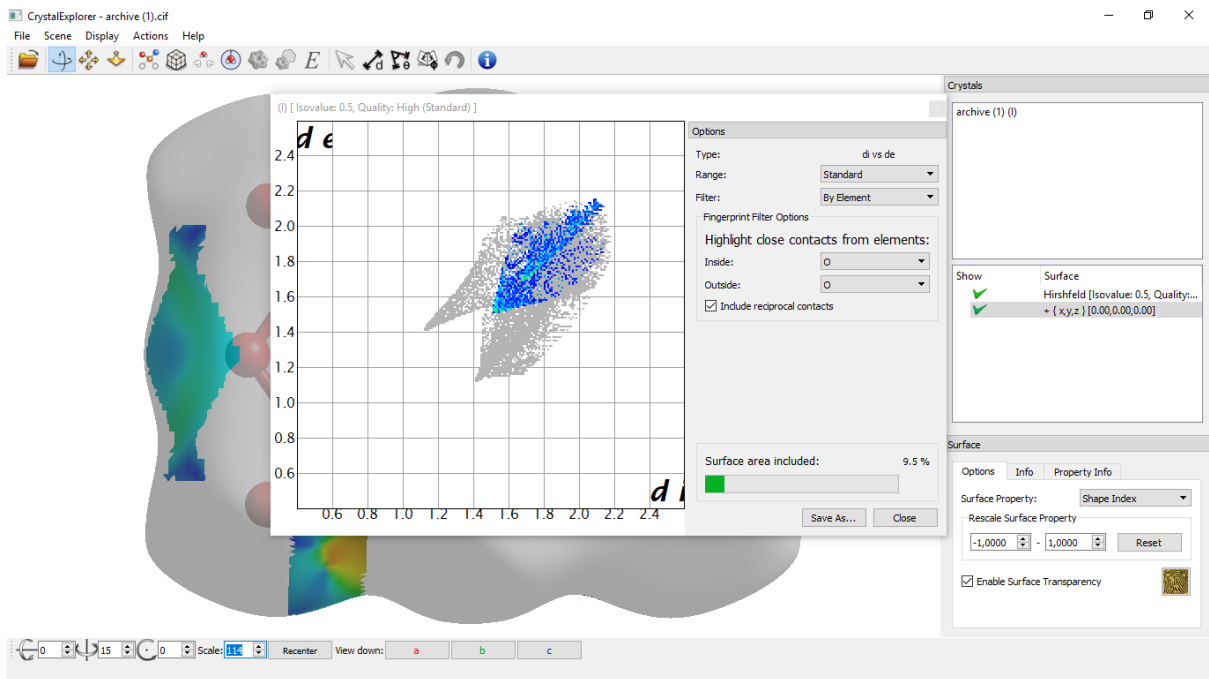 CrystalExplorer - archive (1).cif
File Scene Display Actions Help
E d θ i
Crystals
archive (1) (I)
(I) [ Isovalue: 0.5, Quality: High (Standard) ]
d e
2.4
2.2
2.0
1.8
1.6
1.4
1.2
1.0
0.8
0.6
d i
0.6 0.8 1.0 1.2 1.4 1.6 1.8 2.0 2.2 2.4
Options
Type: di vs de
Range: Standard
Filter: By Element
Fingerprint Filter Options
Highlight close contacts from elements:
Inside: O
Outside: O
Include reciprocal contacts
Surface area included: 9.5 %
Save As... Close
Show Surface
Hirshfeld [Isovalue: 0.5, Quality:...
+ { x,y,z } [0.00,0.00,0.00]
Surface
Options Info Property Info
Surface Property: Shape Index
Rescale Surface Property
-1,0000 - 1,0000 Reset
Enable Surface Transparency
0 15 0 Scale: 114 Recenter View down: a b c